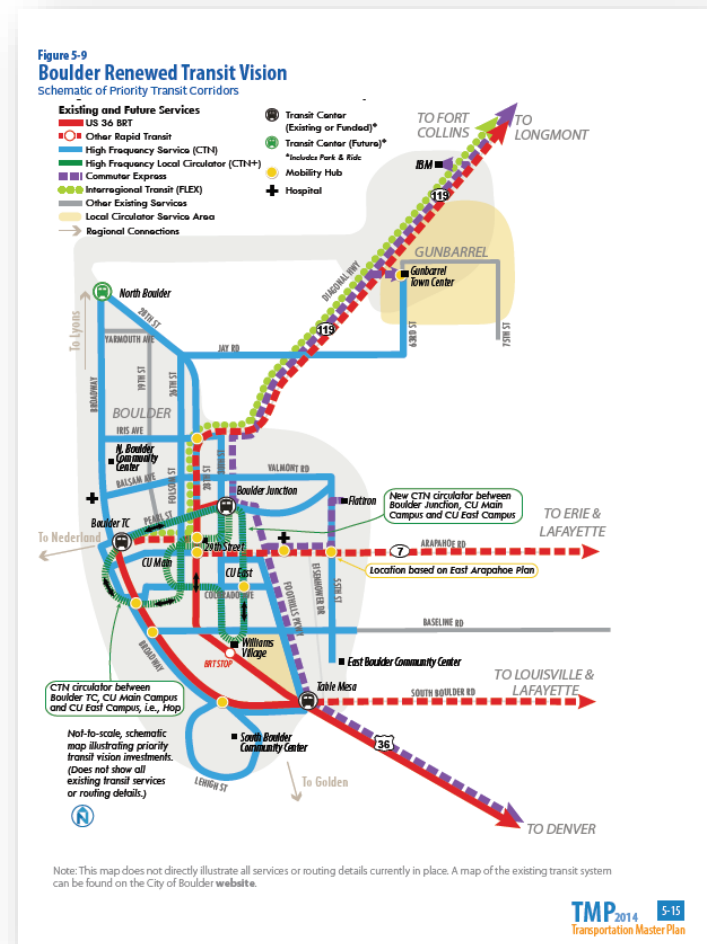 Figure 5-9
Boulder Renewed Transit Vision
Schematic of Priority Transit Corridors
Existing and Future Services
US 36 BRT
Other Rapid Transit
High Frequency Service (CTN)
High Frequency Local Circulator (CTN+)
Commuter Express
Interregional Transit (FLEX)
Other Existing Services
Local Circulator Service Area
Regional Connections
Transit Center
(Existing or Funded)*
Transit Center (Future)*
*Includes Park & Ride
Mobility Hub
Hospital
TO FORT
COLLINS
TO
LONGMONT
IBM
119
GUNBARREL
Gunbarrel
Town Center
DIAGONAL HWY
119
63RD ST
75TH ST
JAY RD
North Boulder
To Lyons
28TH ST
YARMOUTH AVE
19TH ST
26TH ST
BROADWAY
BOULDER
IRIS AVE
N. Boulder
Community
Center
BALSAM AVE
FOLSOM ST
28TH ST
30TH ST
VALMONT RD
Boulder Junction
Flatiron
PEARL ST
Boulder TC
To Nederland
New CTN circulator between
Boulder Junction, CU Main
Campus and CU East Campus
TO ERIE &
LAFAYETTE
29th Street
7
ARAPAHOE RD
CU Main
CU East
Location based on East Arapahoe Plan
COLORADO AVE
FOOTHILLS PKWY
EISENHOWER DR
55TH ST
BASELINE RD
BROADWAY
Williams
Village
BRT STOP
East Boulder Community Center
CTN circulator between
Boulder TC, CU Main Campus
and CU East Campus, i.e., Hop
Table Mesa
TO LOUISVILLE &
LAFAYETTE
SOUTH BOULDER RD
Not-to-scale, schematic
map illustrating priority
transit vision investments.
(Does not show all
existing transit services
or routing details.)
N
South Boulder
Community Center
36
LEHIGH ST
To Golden
TO DENVER
Note: This map does not directly illustrate all services or routing details currently in place. A map of the existing transit system
can be found on the City of Boulder website.
TMP 2014
5-15
Transportation Master Plan